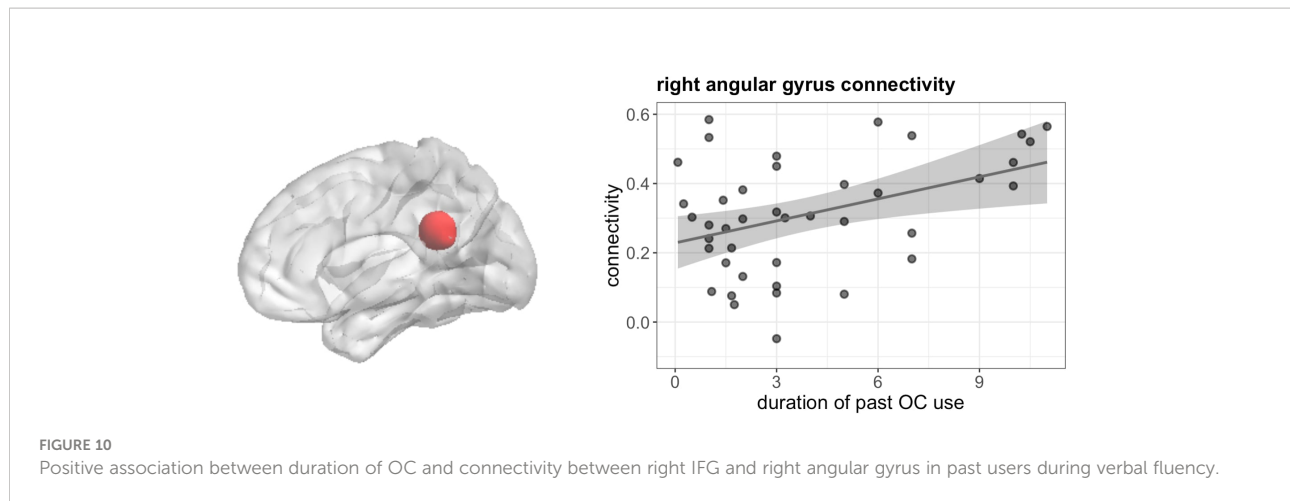 right angular gyrus connectivity
0.6
0.4
0.2
0.0
connectivity
0 3 6 9
duration of past OC use
FIGURE 10
Positive association between duration of OC and connectivity between right IFG and right angular gyrus in past users during verbal fluency.